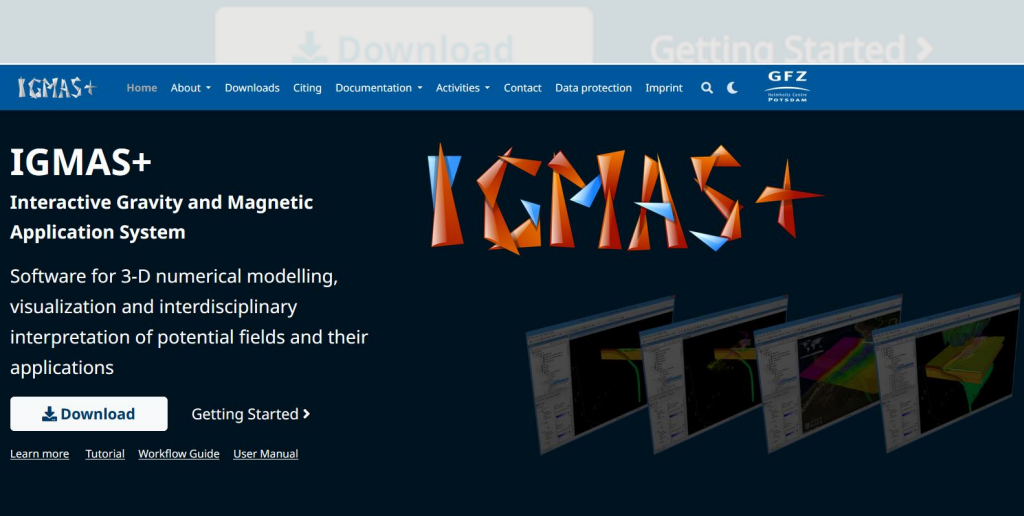 Download
Getting Started
IGMAS+ Home About Downloads Citing Documentation Activities Contact Data protection Imprint GFZ
Helmholtz Centre
POTSDAM
IGMAS+
IGMAS+
Interactive Gravity and Magnetic
Application System
Software for 3-D numerical modelling,
visualization and interdisciplinary
interpretation of potential fields and their
applications
Download Getting Started
Learn more Tutorial Workflow Guide User Manual